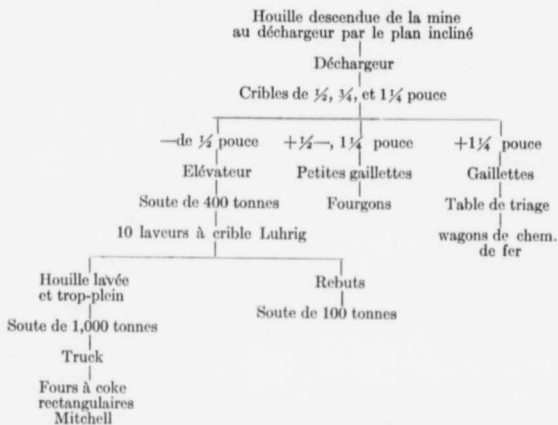 Houille descendue de la mine
au déchargeur par le plan incliné
Déchargeur
Cribles de ½, ¾, et 1¼ pouce
—de ½ pouce +½—, 1¼ pouce +1¼ pouce
Elévateur Petites gaillettes Gaillettes
Soute de 400 tonnes Fourgons Table de triage
10 laveurs à crible Luhrig wagons de chem.
de fer
Houille lavée Rebuts
et trop-plein
Soute de 100 tonnes
Soute de 1,000 tonnes
Truck
Fours à coke
rectangulaires
Mitchell